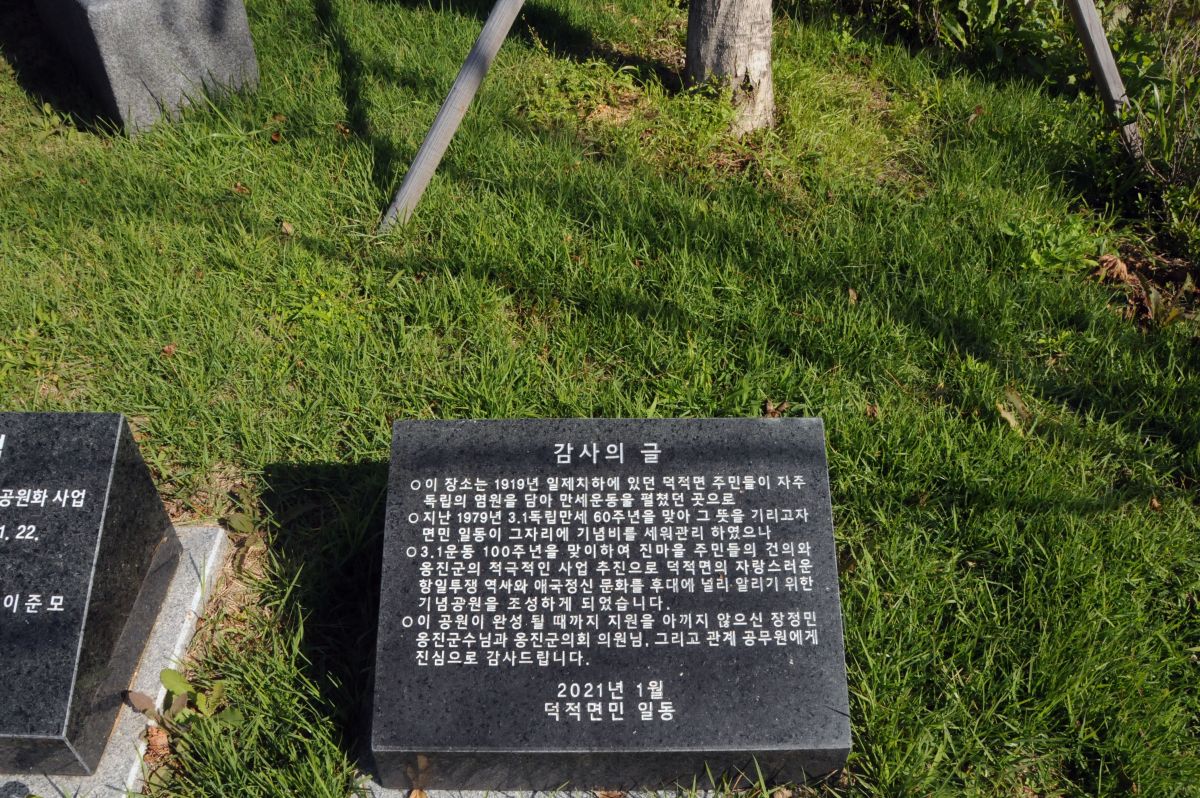 공원화 사업
1. 22.
이 준 모
감사의 글
○ 이 장소는 1919년 일제치하에 있던 덕적면 주민들이 자주
독립의 염원을 담아 만세운동을 펼쳤던 곳으로
○ 지난 1979년 3.1독립만세 60주년을 맞아 그 뜻을 기리고자
면민 일동이 그자리에 기념비를 세워관리 하였으나
○ 3.1운동 100주년을 맞이하여 진마을 주민들의 건의와
옹진군의 적극적인 사업 추진으로 덕적면의 자랑스러운
항일투쟁 역사와 애국정신 문화를 후대에 널리 알리기 위한
기념공원을 조성하게 되었습니다.
○ 이 공원이 완성 될 때까지 지원을 아끼지 않으신 장정민
옹진군수님과 옹진군의회 의원님, 그리고 관계 공무원에게
진심으로 감사드립니다.
2021년 1월
덕적면민 일동